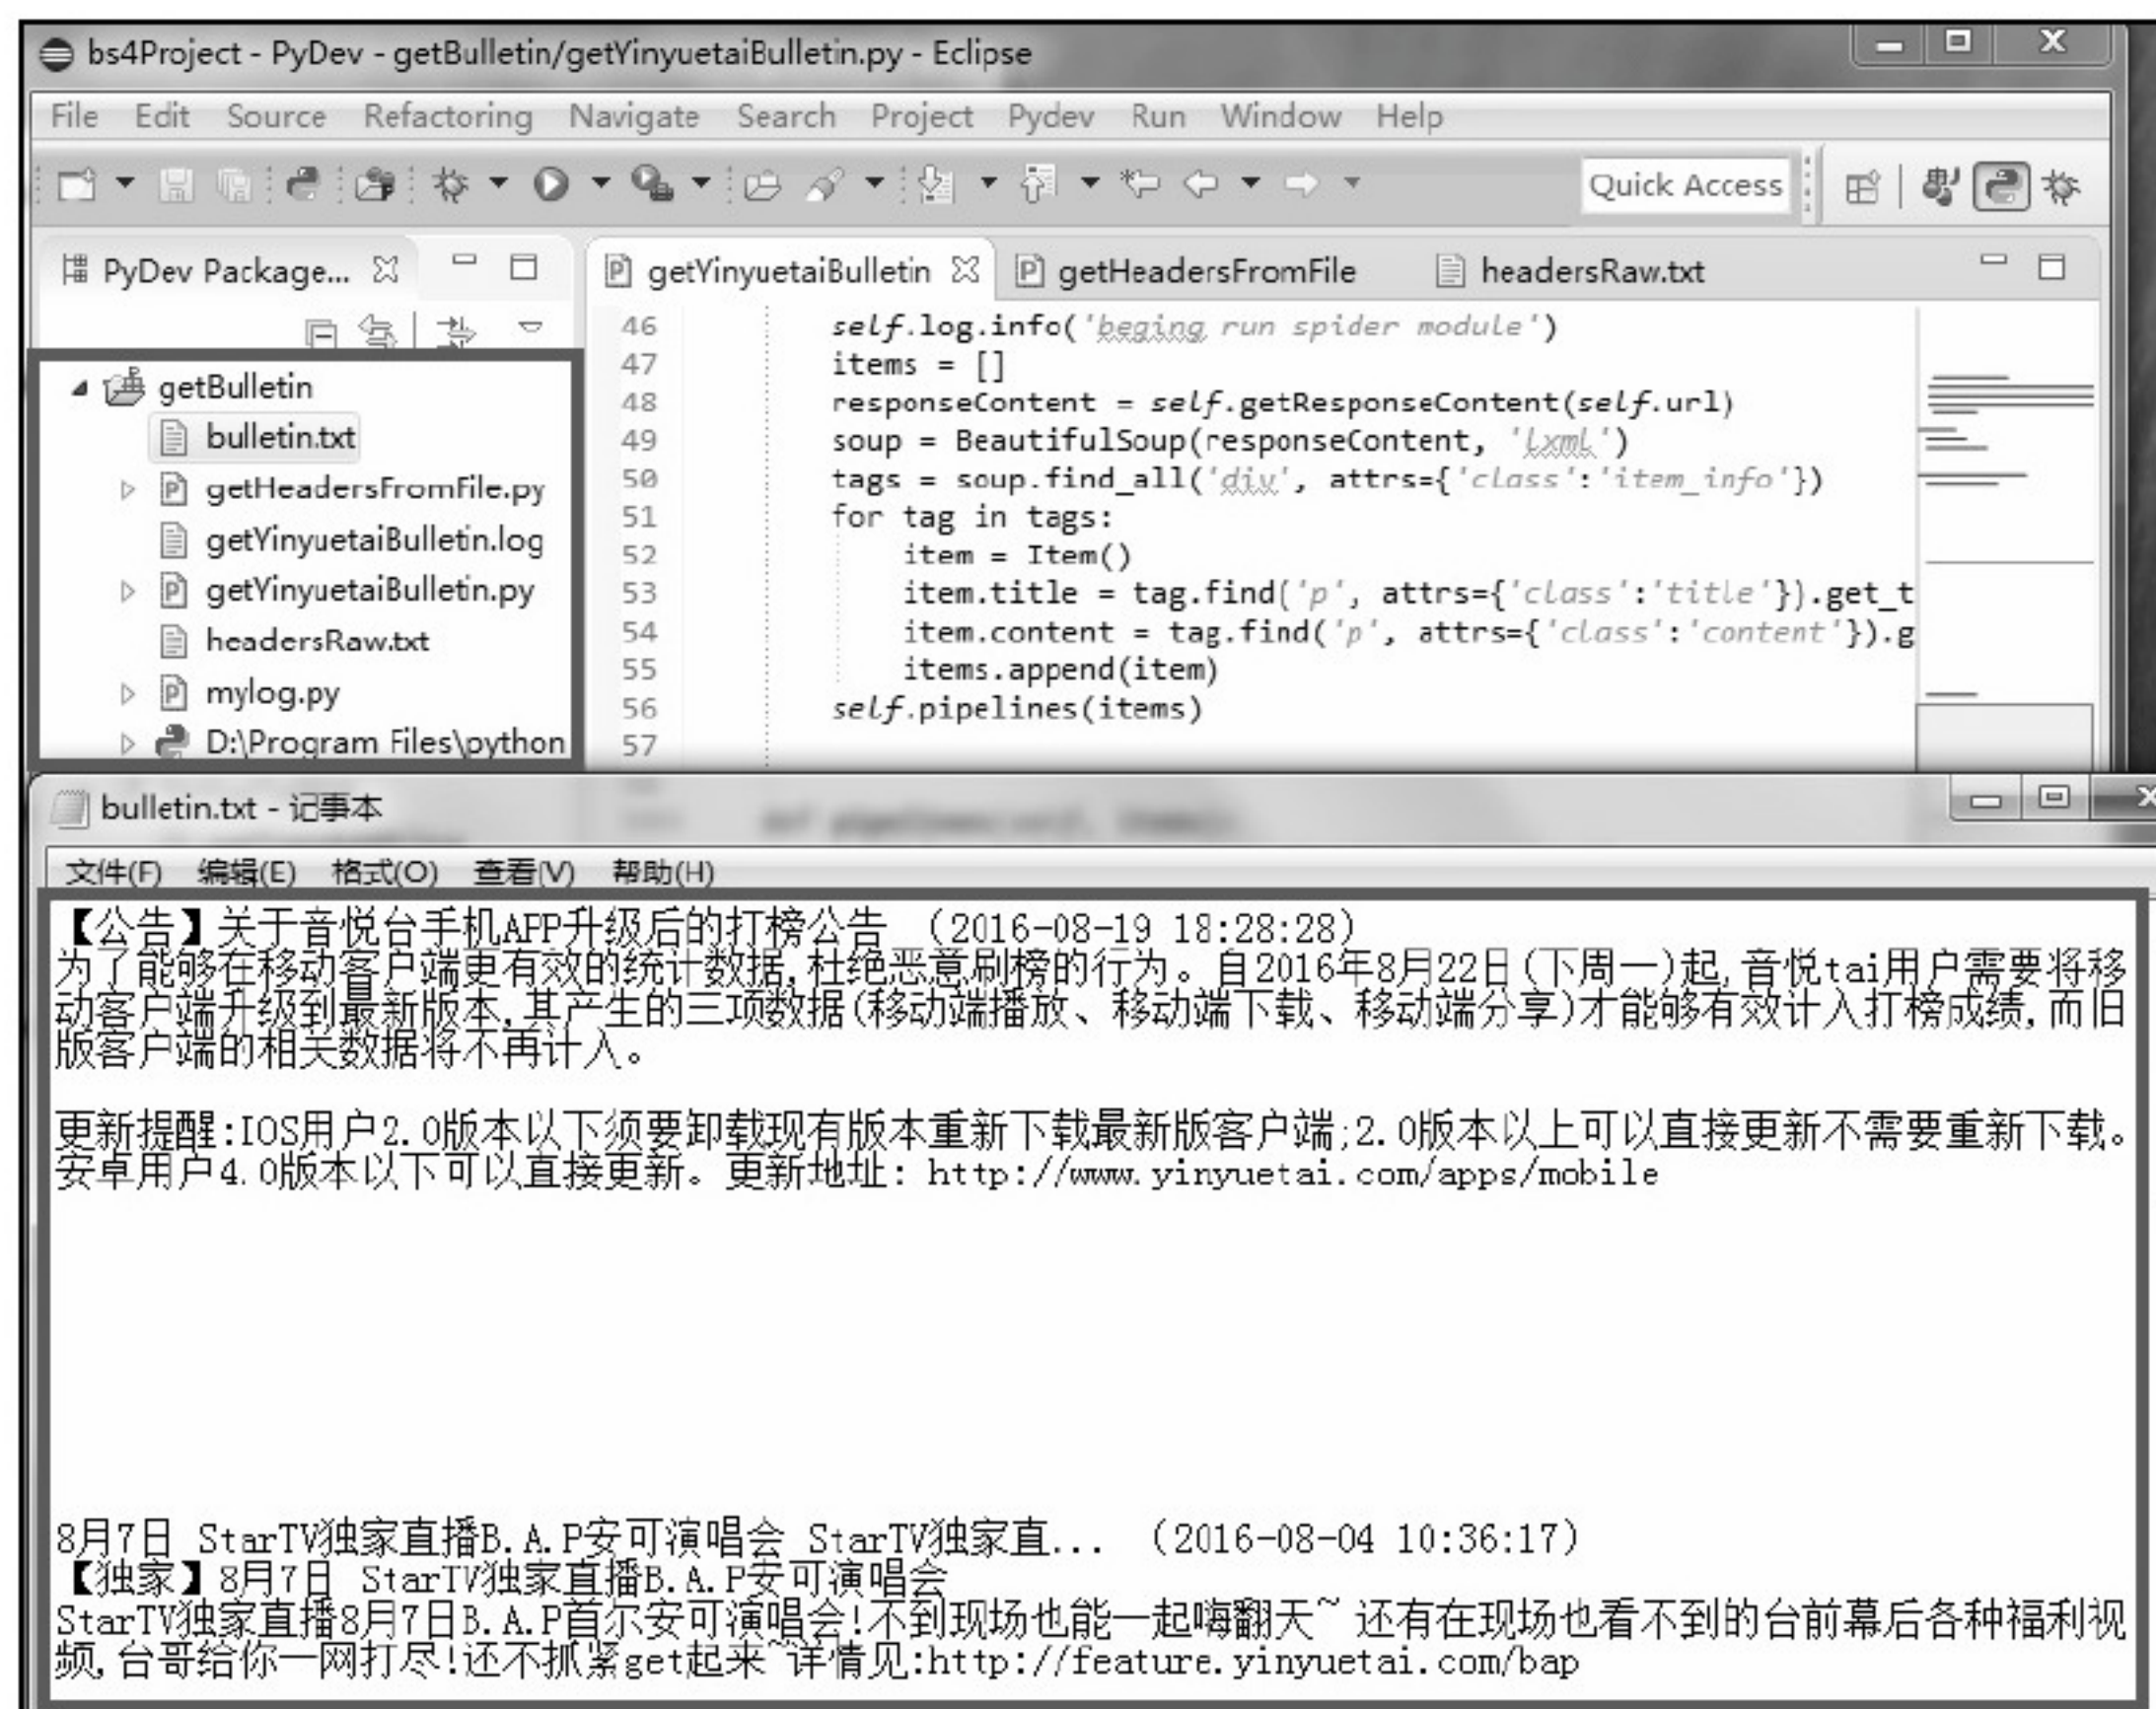 bs4Project - PyDev - getBulletin/getYinyuetaiBulletin.py - Eclipse
File Edit Source Refactoring Navigate Search Project Pydev Run Window Help
Quick Access
PyDev Package...
getYinyuetaiBulletin getHeadersFromFile headersRaw.txt
getBulletin
bulletin.txt
getHeadersFromFile.py
getYinyuetaiBulletin.log
getYinyuetaiBulletin.py
headersRaw.txt
mylog.py
D:\Program Files\python
46 self.log.info('beging run spider module')
47 items = []
48 responseContent = self.getResponseContent(self.url)
49 soup = BeautifulSoup(responseContent, 'lxml')
50 tags = soup.find_all('div', attrs={'class':'item_info'})
51 for tag in tags:
52 item = Item()
53 item.title = tag.find('p', attrs={'class':'title'}).get_t
54 item.content = tag.find('p', attrs={'class':'content'}).g
55 items.append(item)
56 self.pipelines(items)
57
bulletin.txt - 记事本
文件(F) 编辑(E) 格式(O) 查看(V) 帮助(H)
【公告】关于音悦台手机APP升级后的打榜公告 （2016-08-19 18:28:28）
为了能够在移动客户端更有效的统计数据,杜绝恶意刷榜的行为。自2016年8月22日(下周一)起,音悦tai用户需要将移
动客户端升级到最新版本,其产生的三项数据(移动端播放、移动端下载、移动端分享)才能够有效计入打榜成绩,而旧
版客户端的相关数据将不再计入。
更新提醒:IOS用户2.0版本以下须要卸载现有版本重新下载最新版客户端;2.0版本以上可以直接更新不需要重新下载。
安卓用户4.0版本以下可以直接更新。更新地址: http://www.yinyuetai.com/apps/mobile
8月7日 StarTV独家直播B.A.P安可演唱会 StarTV独家直... （2016-08-04 10:36:17）
【独家】8月7日 StarTV独家直播B.A.P安可演唱会
StarTV独家直播8月7日B.A.P首尔安可演唱会!不到现场也能一起嗨翻天~ 还有在现场也看不到的台前幕后各种福利视
频,台哥给你一网打尽!还不抓紧get起来~详情见:http://feature.yinyuetai.com/bap